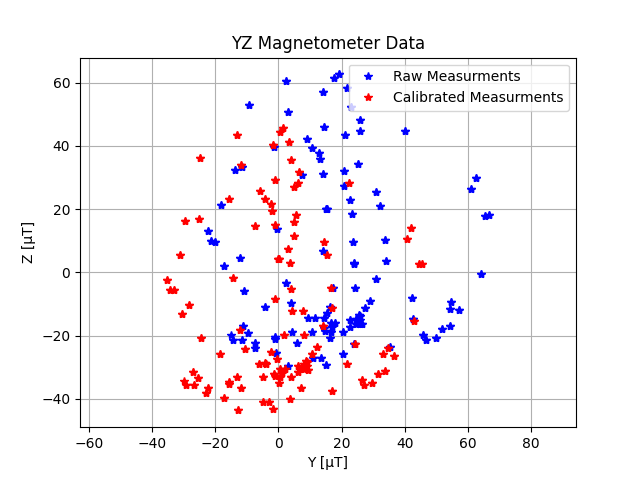 YZ Magnetometer Data
Raw Measurments
Calibrated Measurments
60
40
20
0
−20
−40
Z [μT]
−60 −40 −20 0 20 40 60 80
Y [μT]